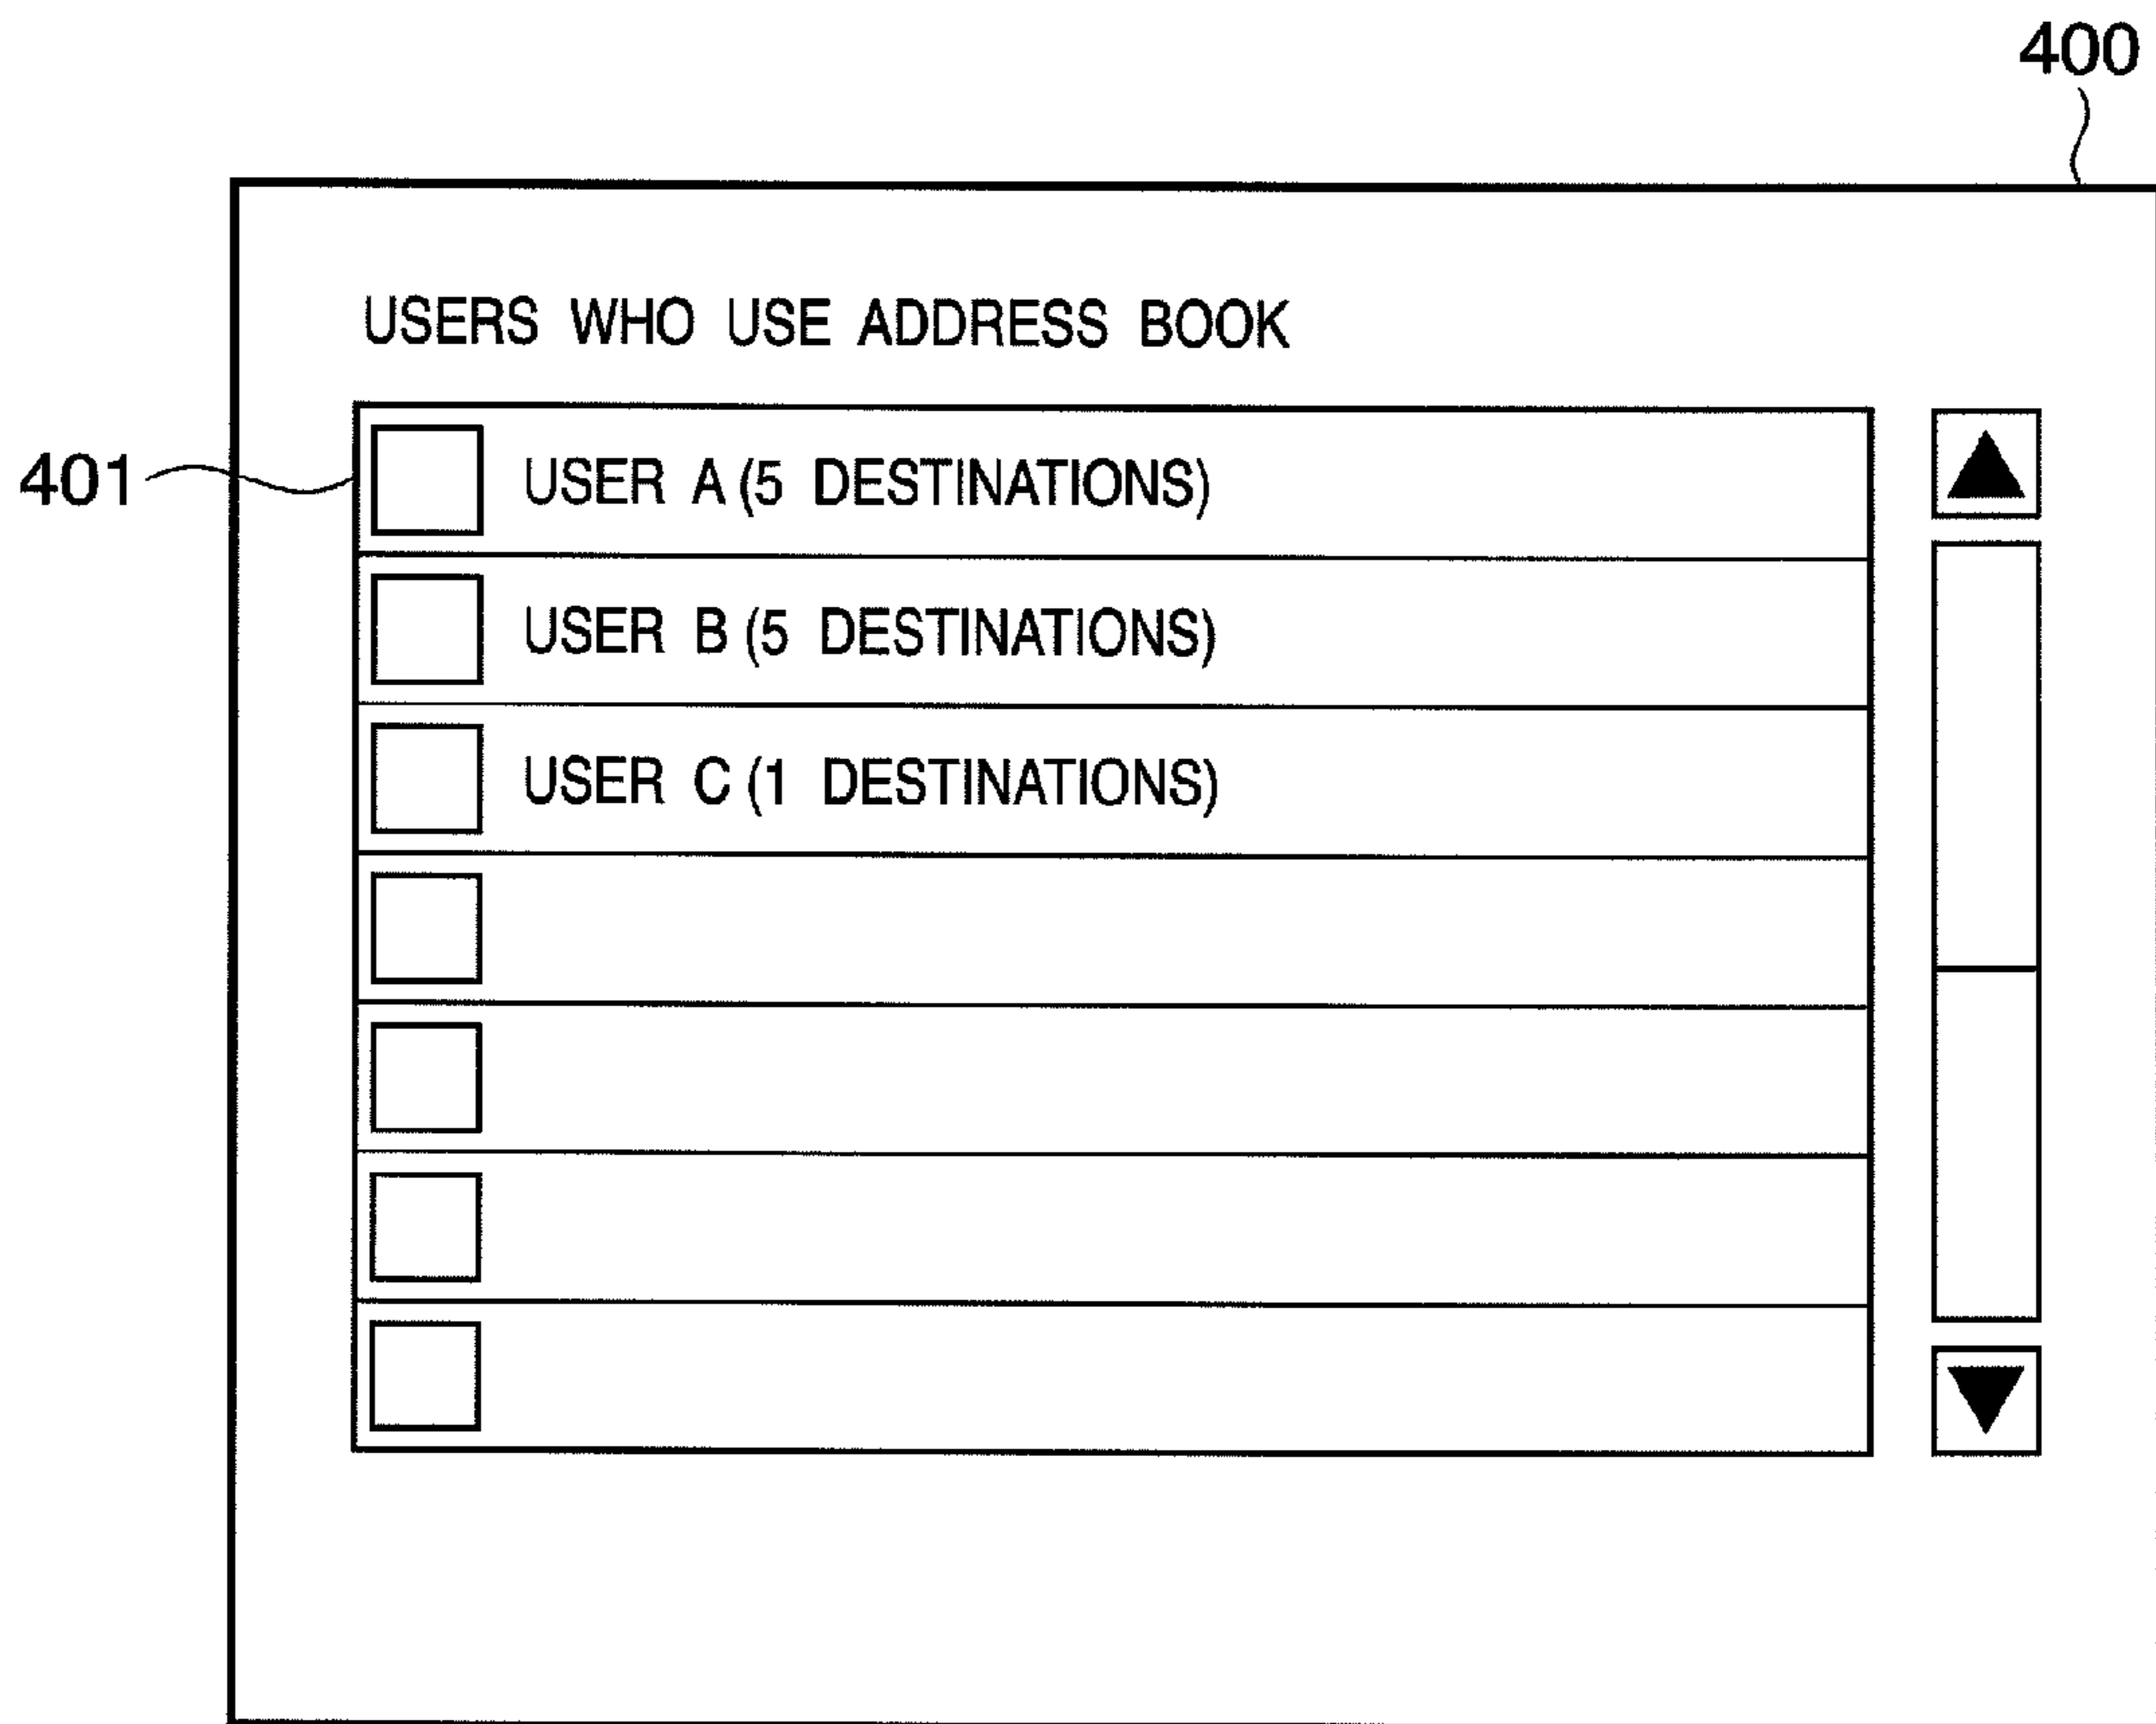 400
USERS WHO USE ADDRESS BOOK
401
USER A (5 DESTINATIONS)
USER B (5 DESTINATIONS)
USER C (1 DESTINATIONS)